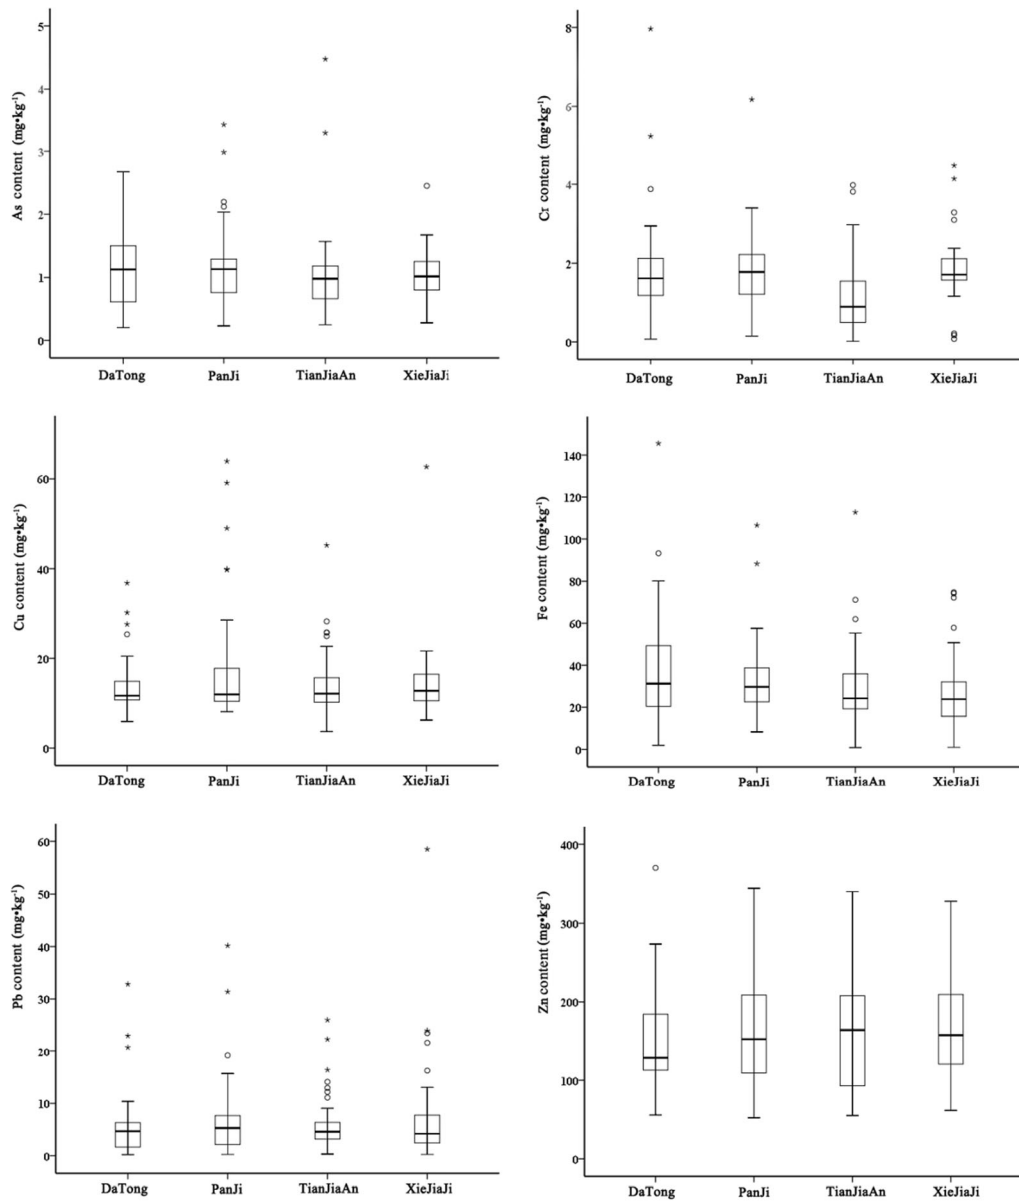 As content (mg•kg⁻¹)
5
4
3
2
1
0
DaTong PanJi TianJiaAn XieJiaJi
Cr content (mg•kg⁻¹)
8
6
4
2
0
DaTong PanJi TianJiaAn XieJiaJi
Cu content (mg•kg⁻¹)
60
40
20
0
DaTong PanJi TianJiaAn XieJiaJi
Fe content (mg•kg⁻¹)
140
120
100
80
60
40
20
0
DaTong PanJi TianJiaAn XieJiaJi
Pb content (mg•kg⁻¹)
60
50
40
30
20
10
0
DaTong PanJi TianJiaAn XieJiaJi
Zn content (mg•kg⁻¹)
400
300
200
100
0
DaTong PanJi TianJiaAn XieJiaJi